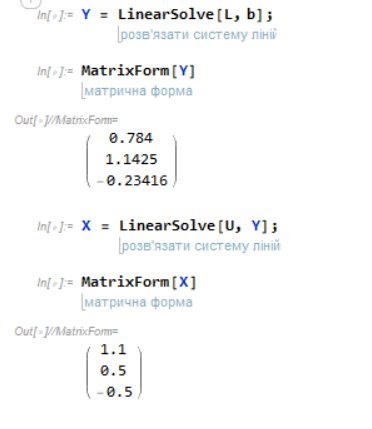 In[ ]:= Y = LinearSolve[L, b];
розв'язати систему ліній
In[ ]:= MatrixForm[Y]
матрична форма
Out[ ]//MatrixForm=
0.784
1.1425
-0.23416
In[ ]:= X = LinearSolve[U, Y];
розв'язати систему ліній
In[ ]:= MatrixForm[X]
матрична форма
Out[ ]//MatrixForm=
1.1
0.5
-0.5